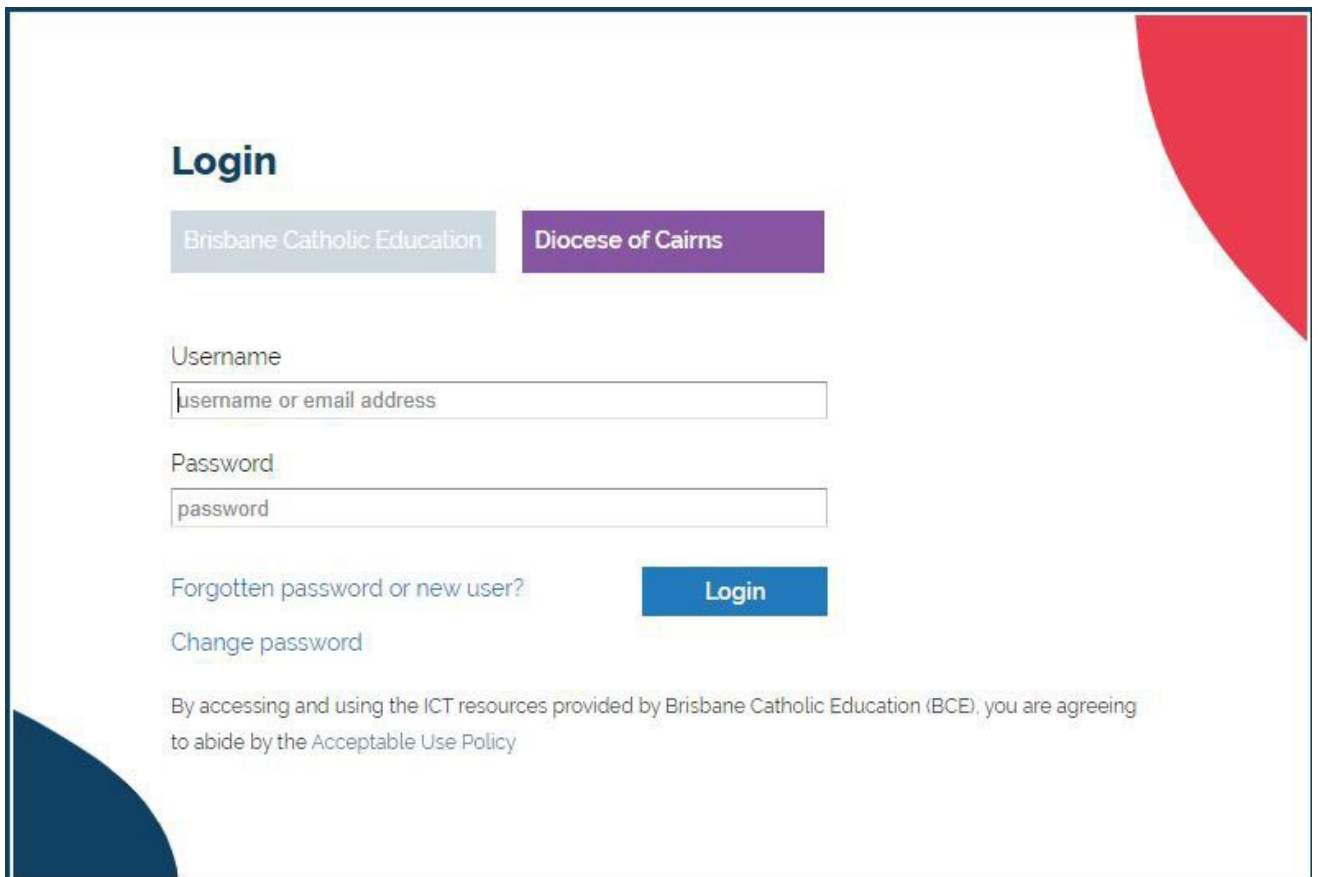 Login
Brisbane Catholic Education
Diocese of Cairns
Username
username or email address
Password
password
Forgotten password or new user?
Login
Change password
By accessing and using the ICT resources provided by Brisbane Catholic Education (BCE), you are agreeing
to abide by the Acceptable Use Policy